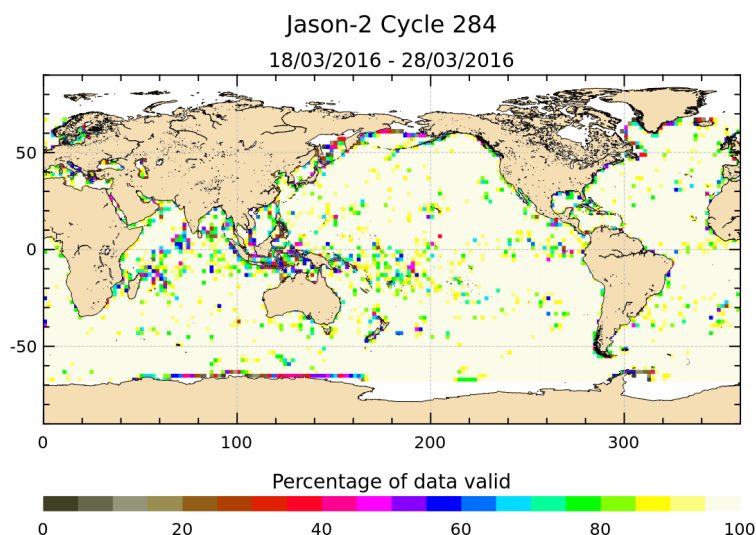 Jason-2 Cycle 284
18/03/2016 - 28/03/2016
50
0
-50
0 100 200 300
Percentage of data valid
0 20 40 60 80 100